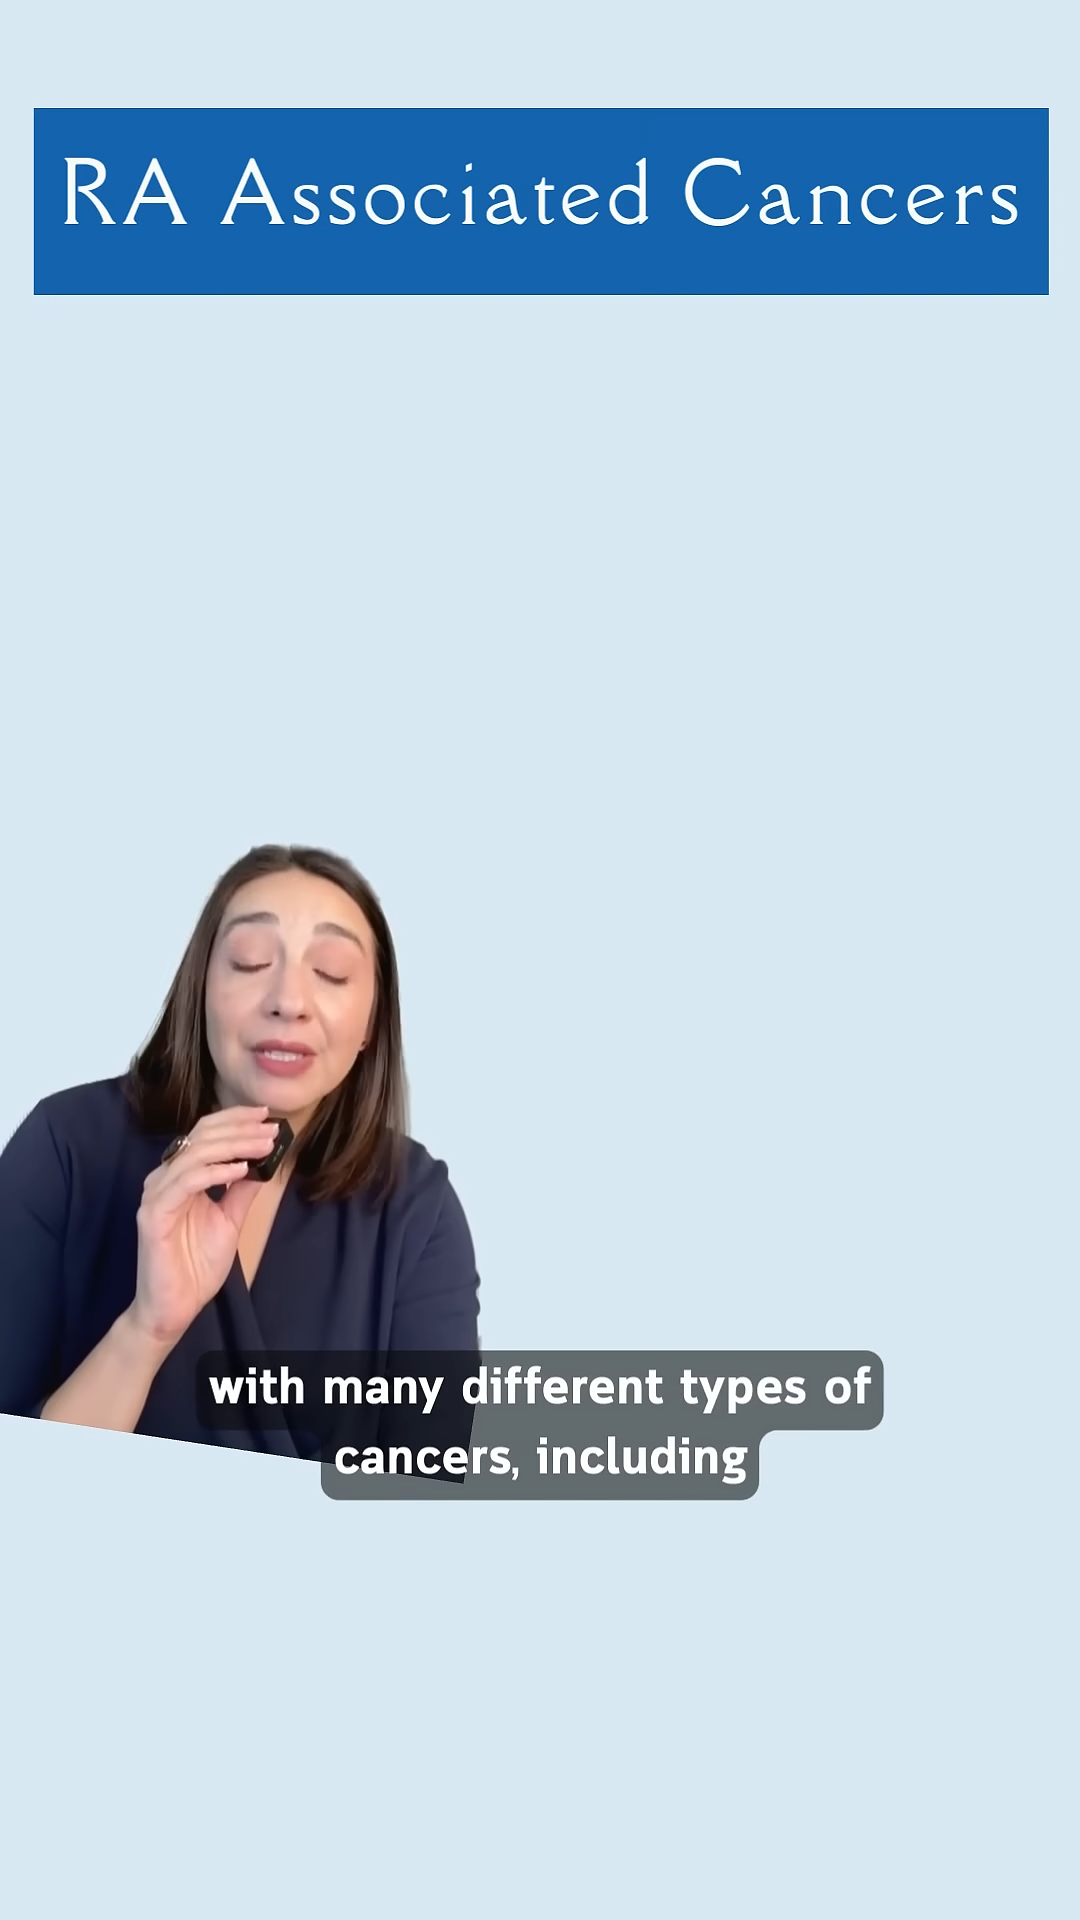 RA Associated Cancers
with many different types of
cancers, including